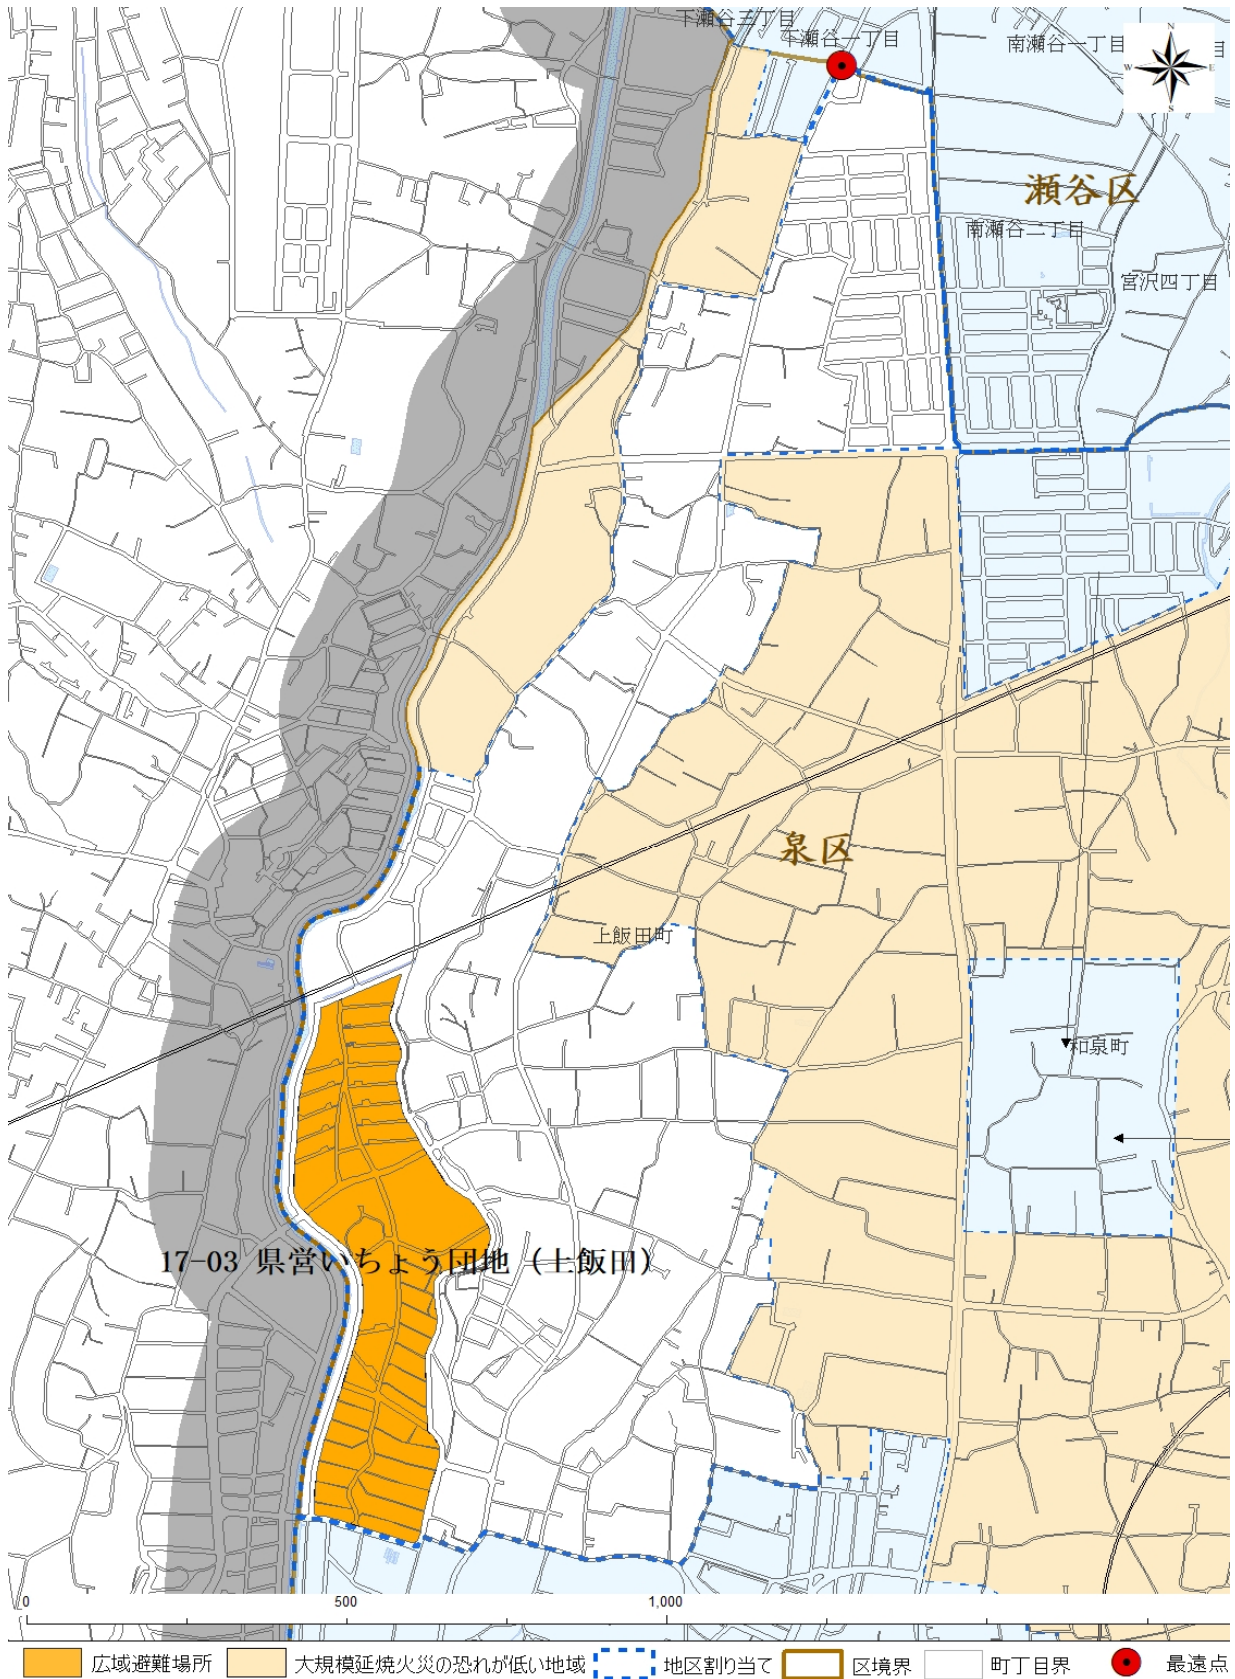 下瀬谷三丁目
下瀬谷一丁目
南瀬谷一丁目
目
N
W E
S
瀬谷区
南瀬谷二丁目
宮沢四丁目
泉区
上飯田町
和泉町
17-03 県営いちょう団地（上飯田）
0 500 1,000
広域避難場所 大規模延焼火災の恐れが低い地域 地区割り当て 区境界 町丁目界 最遠点